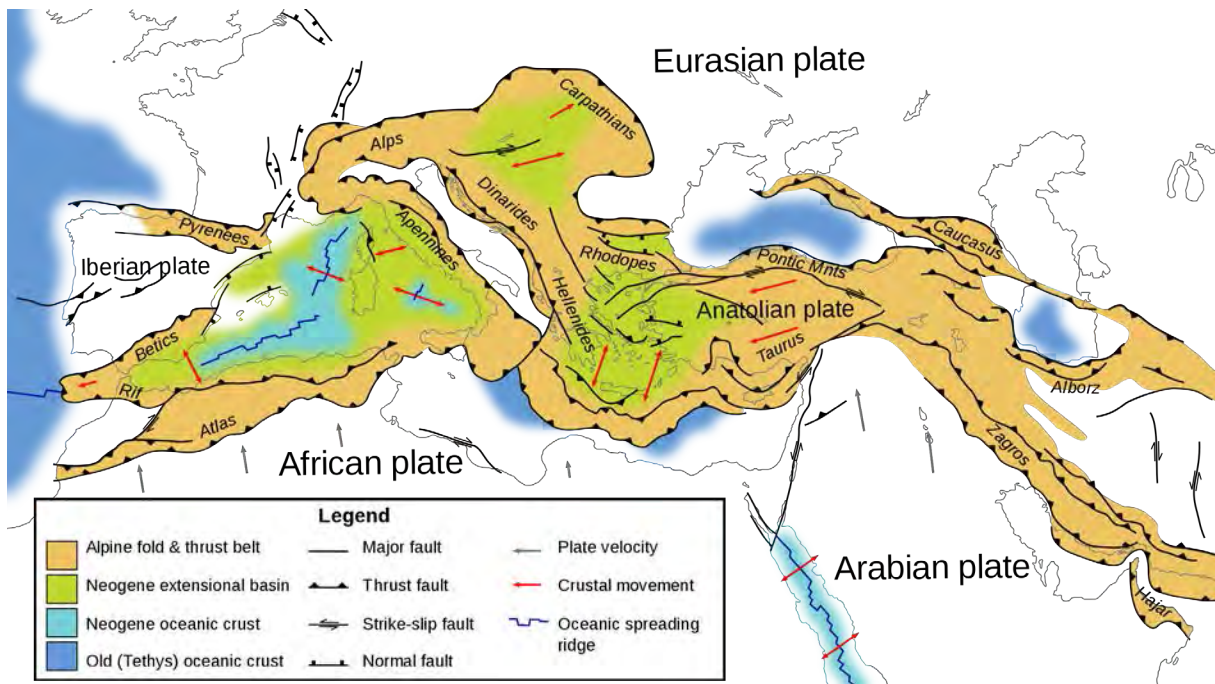 Eurasian plate
Carpathians
Alps
Dinarides
Pyrenees
Apennines
Iberian plate
Rhodopes
Pontic Mnts
Caucasus
Hellenides
Anatolian plate
Taurus
Betics
Rif
Alborz
Atlas
Zagros
African plate
Arabian plate
Hajar
Legend
Alpine fold & thrust belt
Major fault
Plate velocity
Neogene extensional basin
Thrust fault
Crustal movement
Neogene oceanic crust
Strike-slip fault
Oceanic spreading
ridge
Old (Tethys) oceanic crust
Normal fault